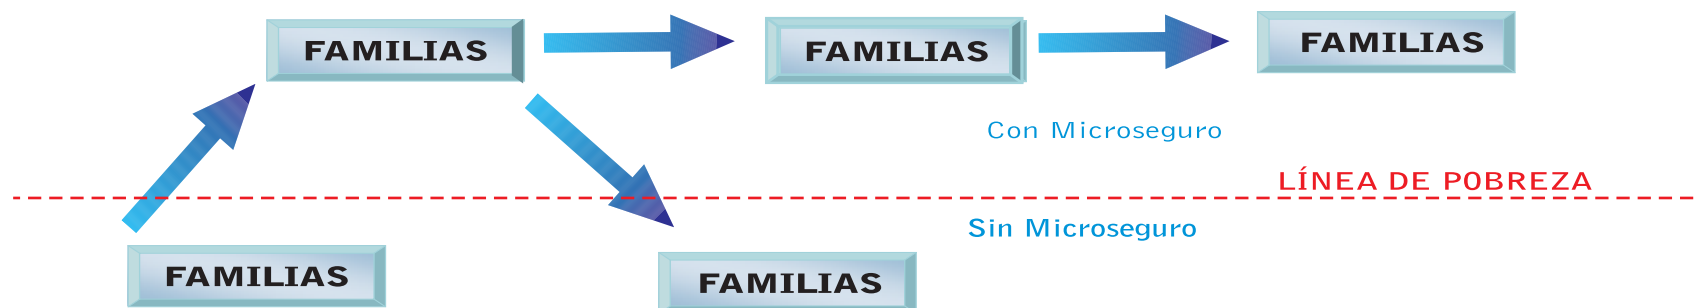 FAMILIAS
FAMILIAS
FAMILIAS
Con Microseguro
LÍNEA DE POBREZA
Sin Microseguro
FAMILIAS
FAMILIAS